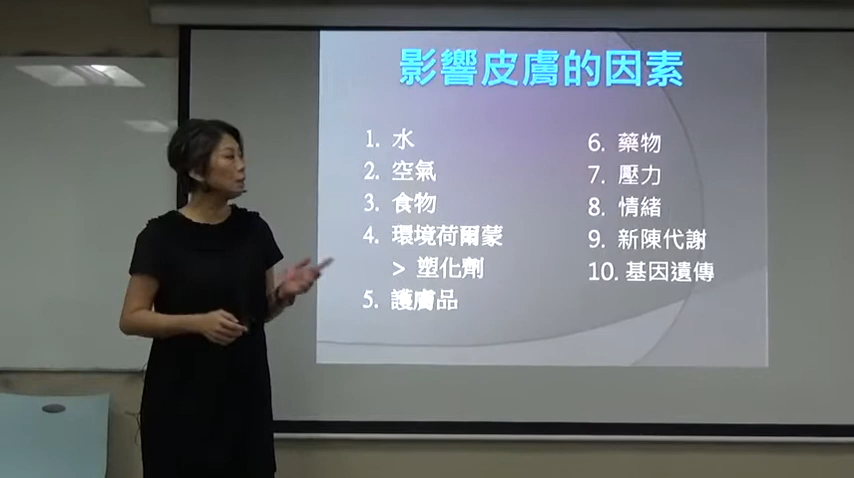 影響皮膚的因素
1. 水
2. 空氣
3. 食物
4. 環境荷爾蒙
> 塑化劑
5. 護膚品
6. 藥物
7. 壓力
8. 情緒
9. 新陳代謝
10. 基因遺傳